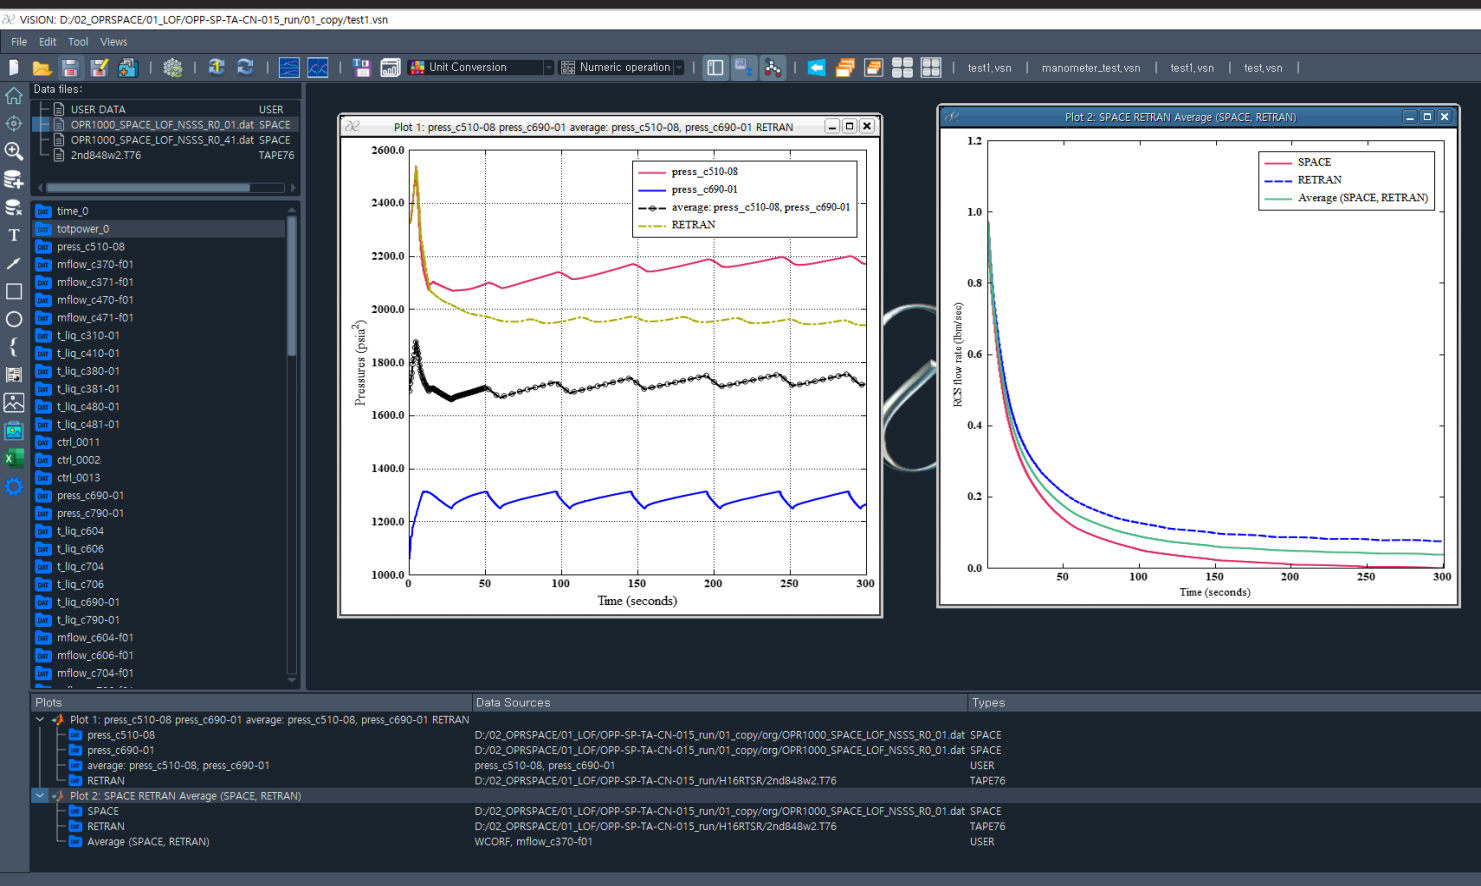 ViSiON: D:/02_OPRSPACE/01_LOF/OPP-SP-TA-CN-015_run/01_copy/test1.vsn
File Edit Tool Views
Unit Conversion Numeric operation test1.vsn | manometer_test.vsn | test1.vsn | test.vsn |
Data files:
USER DATA USER
OPR1000_SPACE_LOF_NSSS_R0_01.dat SPACE
OPR1000_SPACE_LOF_NSSS_R0_41.dat SPACE
2nd848w2.T76 TAPE76
time_0
totpower_0
press_c510-08
mflow_c370-f01
mflow_c371-f01
mflow_c470-f01
mflow_c471-f01
t_liq_c310-01
t_liq_c410-01
t_liq_c380-01
t_liq_c381-01
t_liq_c480-01
t_liq_c481-01
ctrl_0011
ctrl_0002
ctrl_0013
press_c690-01
press_c790-01
t_liq_c604
t_liq_c606
t_liq_c704
t_liq_c706
t_liq_c690-01
t_liq_c790-01
mflow_c604-f01
mflow_c606-f01
mflow_c704-f01
Plot 1: press_c510-08 press_c690-01 average: press_c510-08, press_c690-01 RETRAN
2600.0
2400.0
2200.0
2000.0
1800.0
1600.0
1400.0
1200.0
1000.0
Pressures (psia²)
press_c510-08
press_c690-01
average: press_c510-08, press_c690-01
RETRAN
0 50 100 150 200 250 300
Time (seconds)
Plot 2: SPACE RETRAN Average (SPACE, RETRAN)
1.2
1.0
0.8
0.6
0.4
0.2
0.0
RCS flow rate (lbm/sec)
SPACE
RETRAN
Average (SPACE, RETRAN)
50 100 150 200 250 300
Time (seconds)
Plots Data Sources Types
Plot 1: press_c510-08 press_c690-01 average: press_c510-08, press_c690-01 RETRAN
press_c510-08 D:/02_OPRSPACE/01_LOF/OPP-SP-TA-CN-015_run/01_copy/org/OPR1000_SPACE_LOF_NSSS_R0_01.dat SPACE
press_c690-01 D:/02_OPRSPACE/01_LOF/OPP-SP-TA-CN-015_run/01_copy/org/OPR1000_SPACE_LOF_NSSS_R0_01.dat SPACE
average: press_c510-08, press_c690-01 press_c510-08, press_c690-01 USER
RETRAN D:/02_OPRSPACE/01_LOF/OPP-SP-TA-CN-015_run/H16RTSR/2nd848w2.T76 TAPE76
Plot 2: SPACE RETRAN Average (SPACE, RETRAN)
SPACE D:/02_OPRSPACE/01_LOF/OPP-SP-TA-CN-015_run/01_copy/org/OPR1000_SPACE_LOF_NSSS_R0_01.dat SPACE
RETRAN D:/02_OPRSPACE/01_LOF/OPP-SP-TA-CN-015_run/H16RTSR/2nd848w2.T76 TAPE76
Average (SPACE, RETRAN) WCORF, mflow_c370-f01 USER